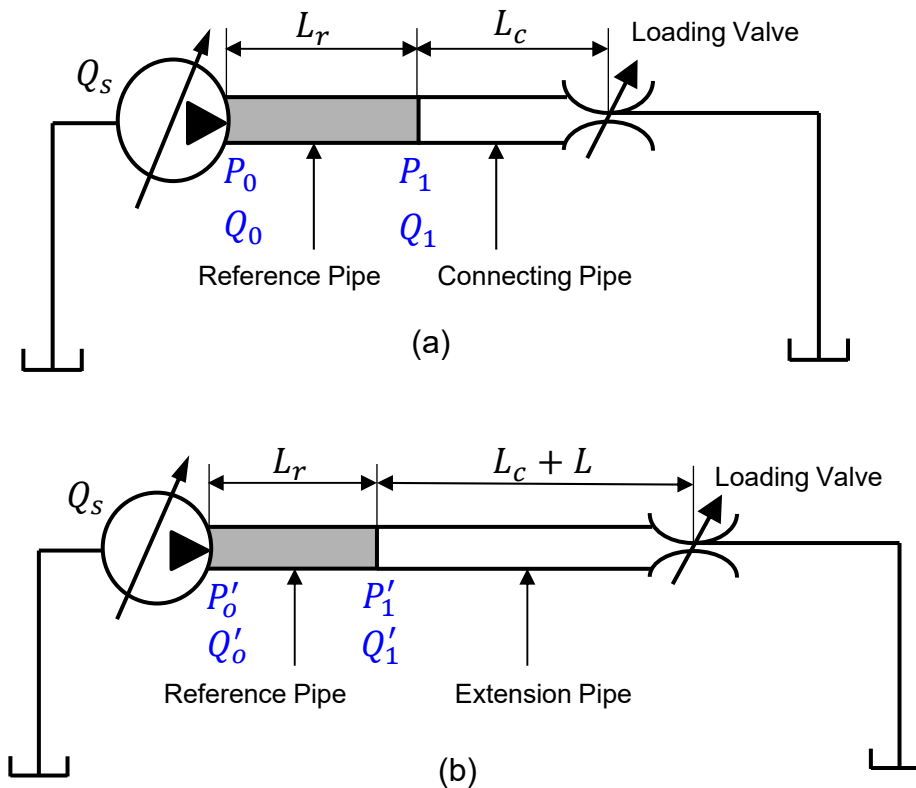 L_r L_c Loading Valve
Q_s
P_0 P_1
Q_0 Q_1
Reference Pipe Connecting Pipe
(a)
L_r L_c + L Loading Valve
Q_s
P'_o P'_1
Q'_o Q'_1
Reference Pipe Extension Pipe
(b)